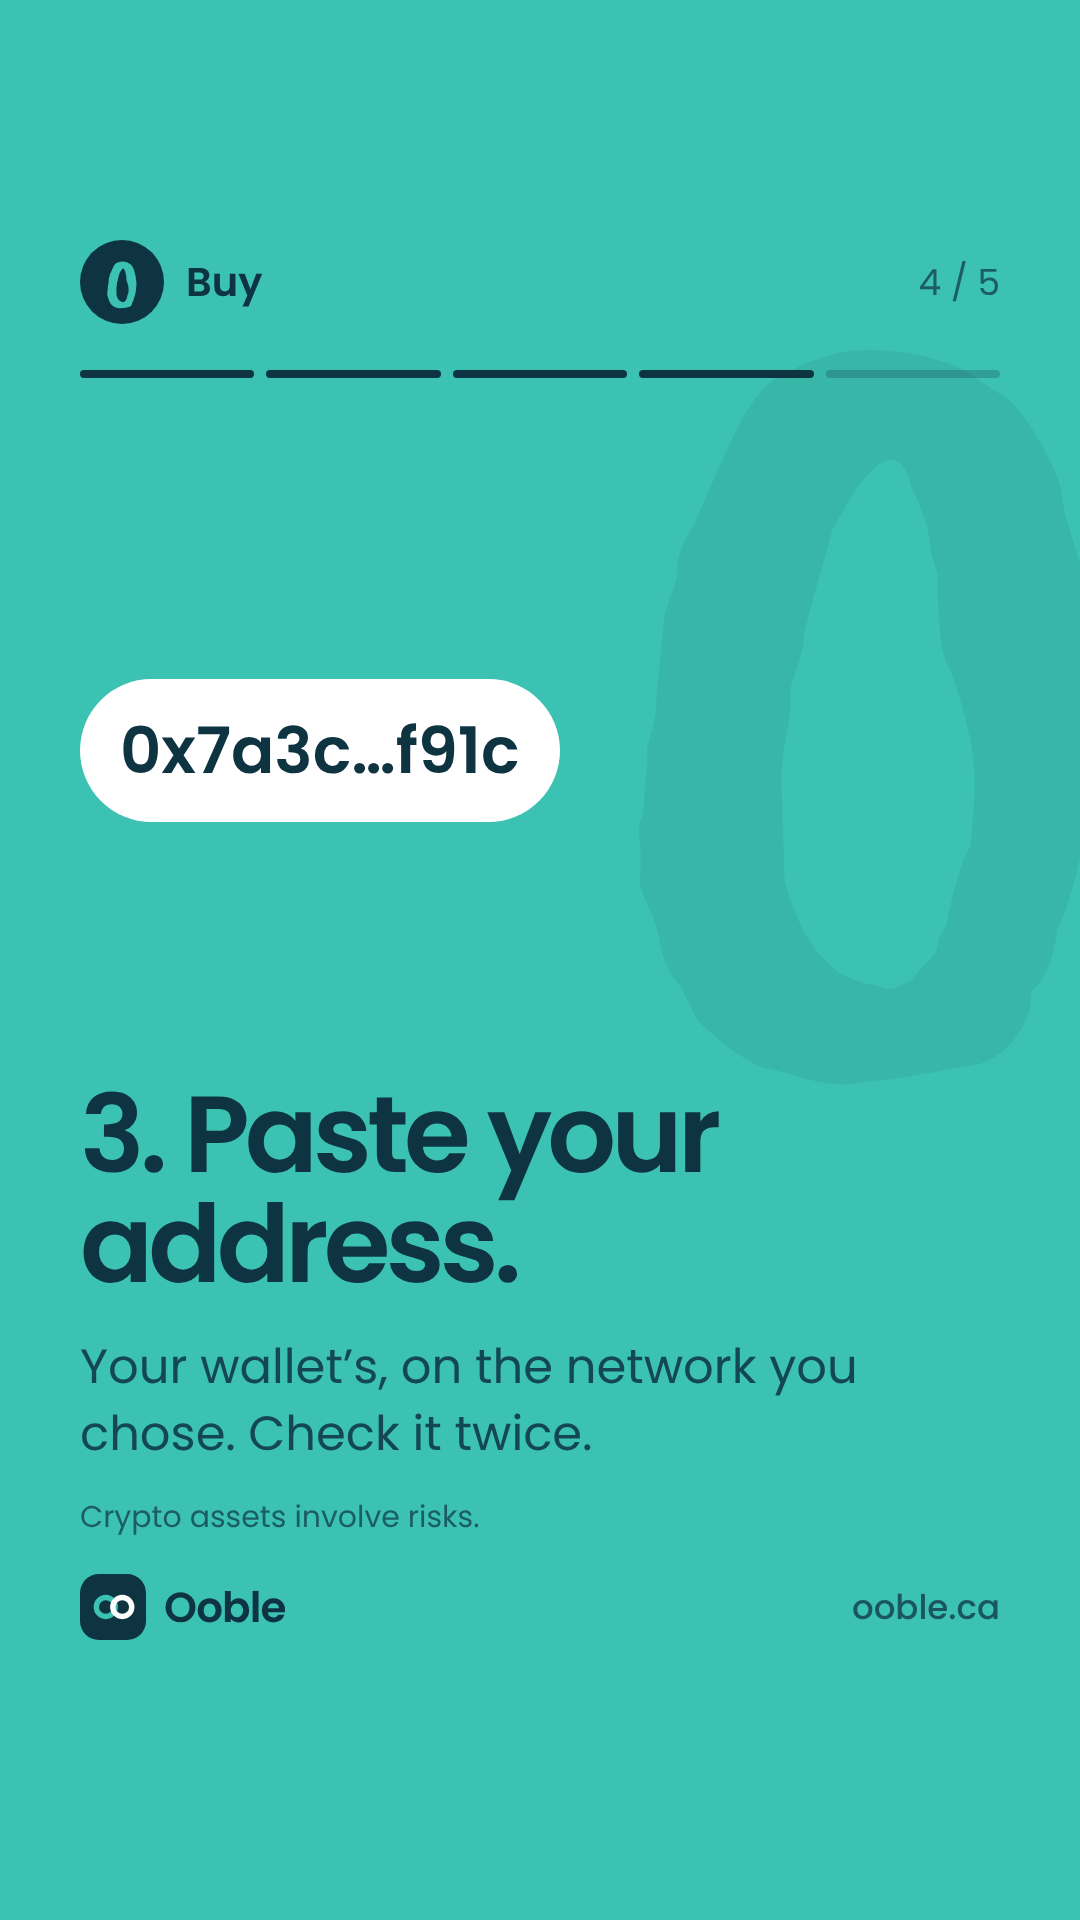 Buy
4 / 5
0x7a3c...f91c
3. Paste your
address.
Your wallet’s, on the network you
chose. Check it twice.
Crypto assets involve risks.
Ooble
ooble.ca